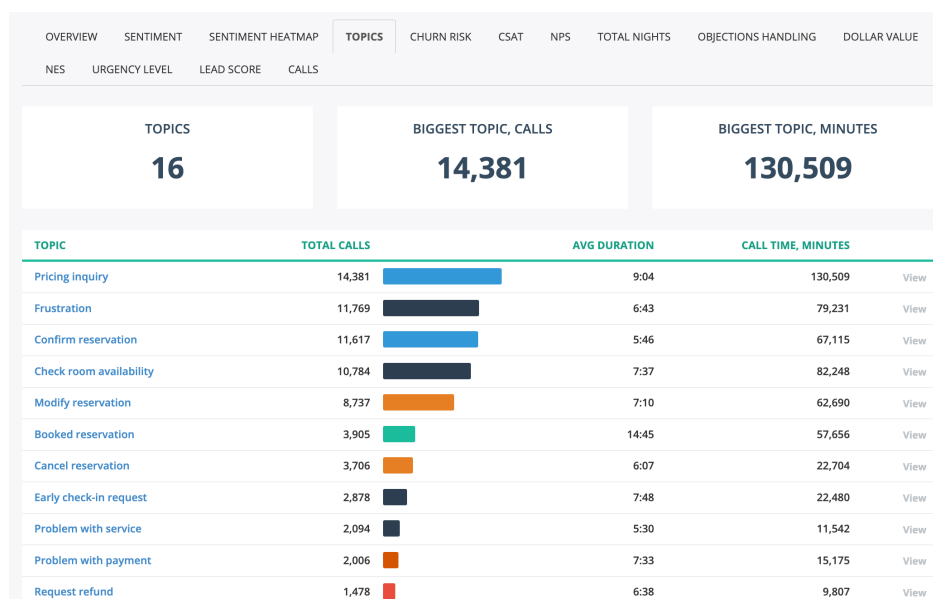 OVERVIEW SENTIMENT SENTIMENT HEATMAP TOPICS CHURN RISK CSAT NPS TOTAL NIGHTS OBJECTIONS HANDLING DOLLAR VALUE
NES URGENCY LEVEL LEAD SCORE CALLS
TOPICS BIGGEST TOPIC, CALLS BIGGEST TOPIC, MINUTES
16 14,381 130,509
TOPIC TOTAL CALLS AVG DURATION CALL TIME, MINUTES
Pricing inquiry 14,381 9:04 130,509 View
Frustration 11,769 6:43 79,231 View
Confirm reservation 11,617 5:46 67,115 View
Check room availability 10,784 7:37 82,248 View
Modify reservation 8,737 7:10 62,690 View
Booked reservation 3,905 14:45 57,656 View
Cancel reservation 3,706 6:07 22,704 View
Early check-in request 2,878 7:48 22,480 View
Problem with service 2,094 5:30 11,542 View
Problem with payment 2,006 7:33 15,175 View
Request refund 1,478 6:38 9,807 View